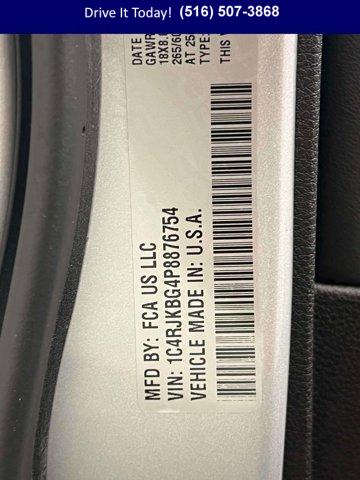 Drive It Today! (516) 507-3868
MFD BY: FCA US LLC
VIN: 1C4RJKBG4P8876754
VEHICLE MADE IN: U.S.A.
DATE
GAWR
18X8.
265/60
AT 25
TYPE:
THIS V